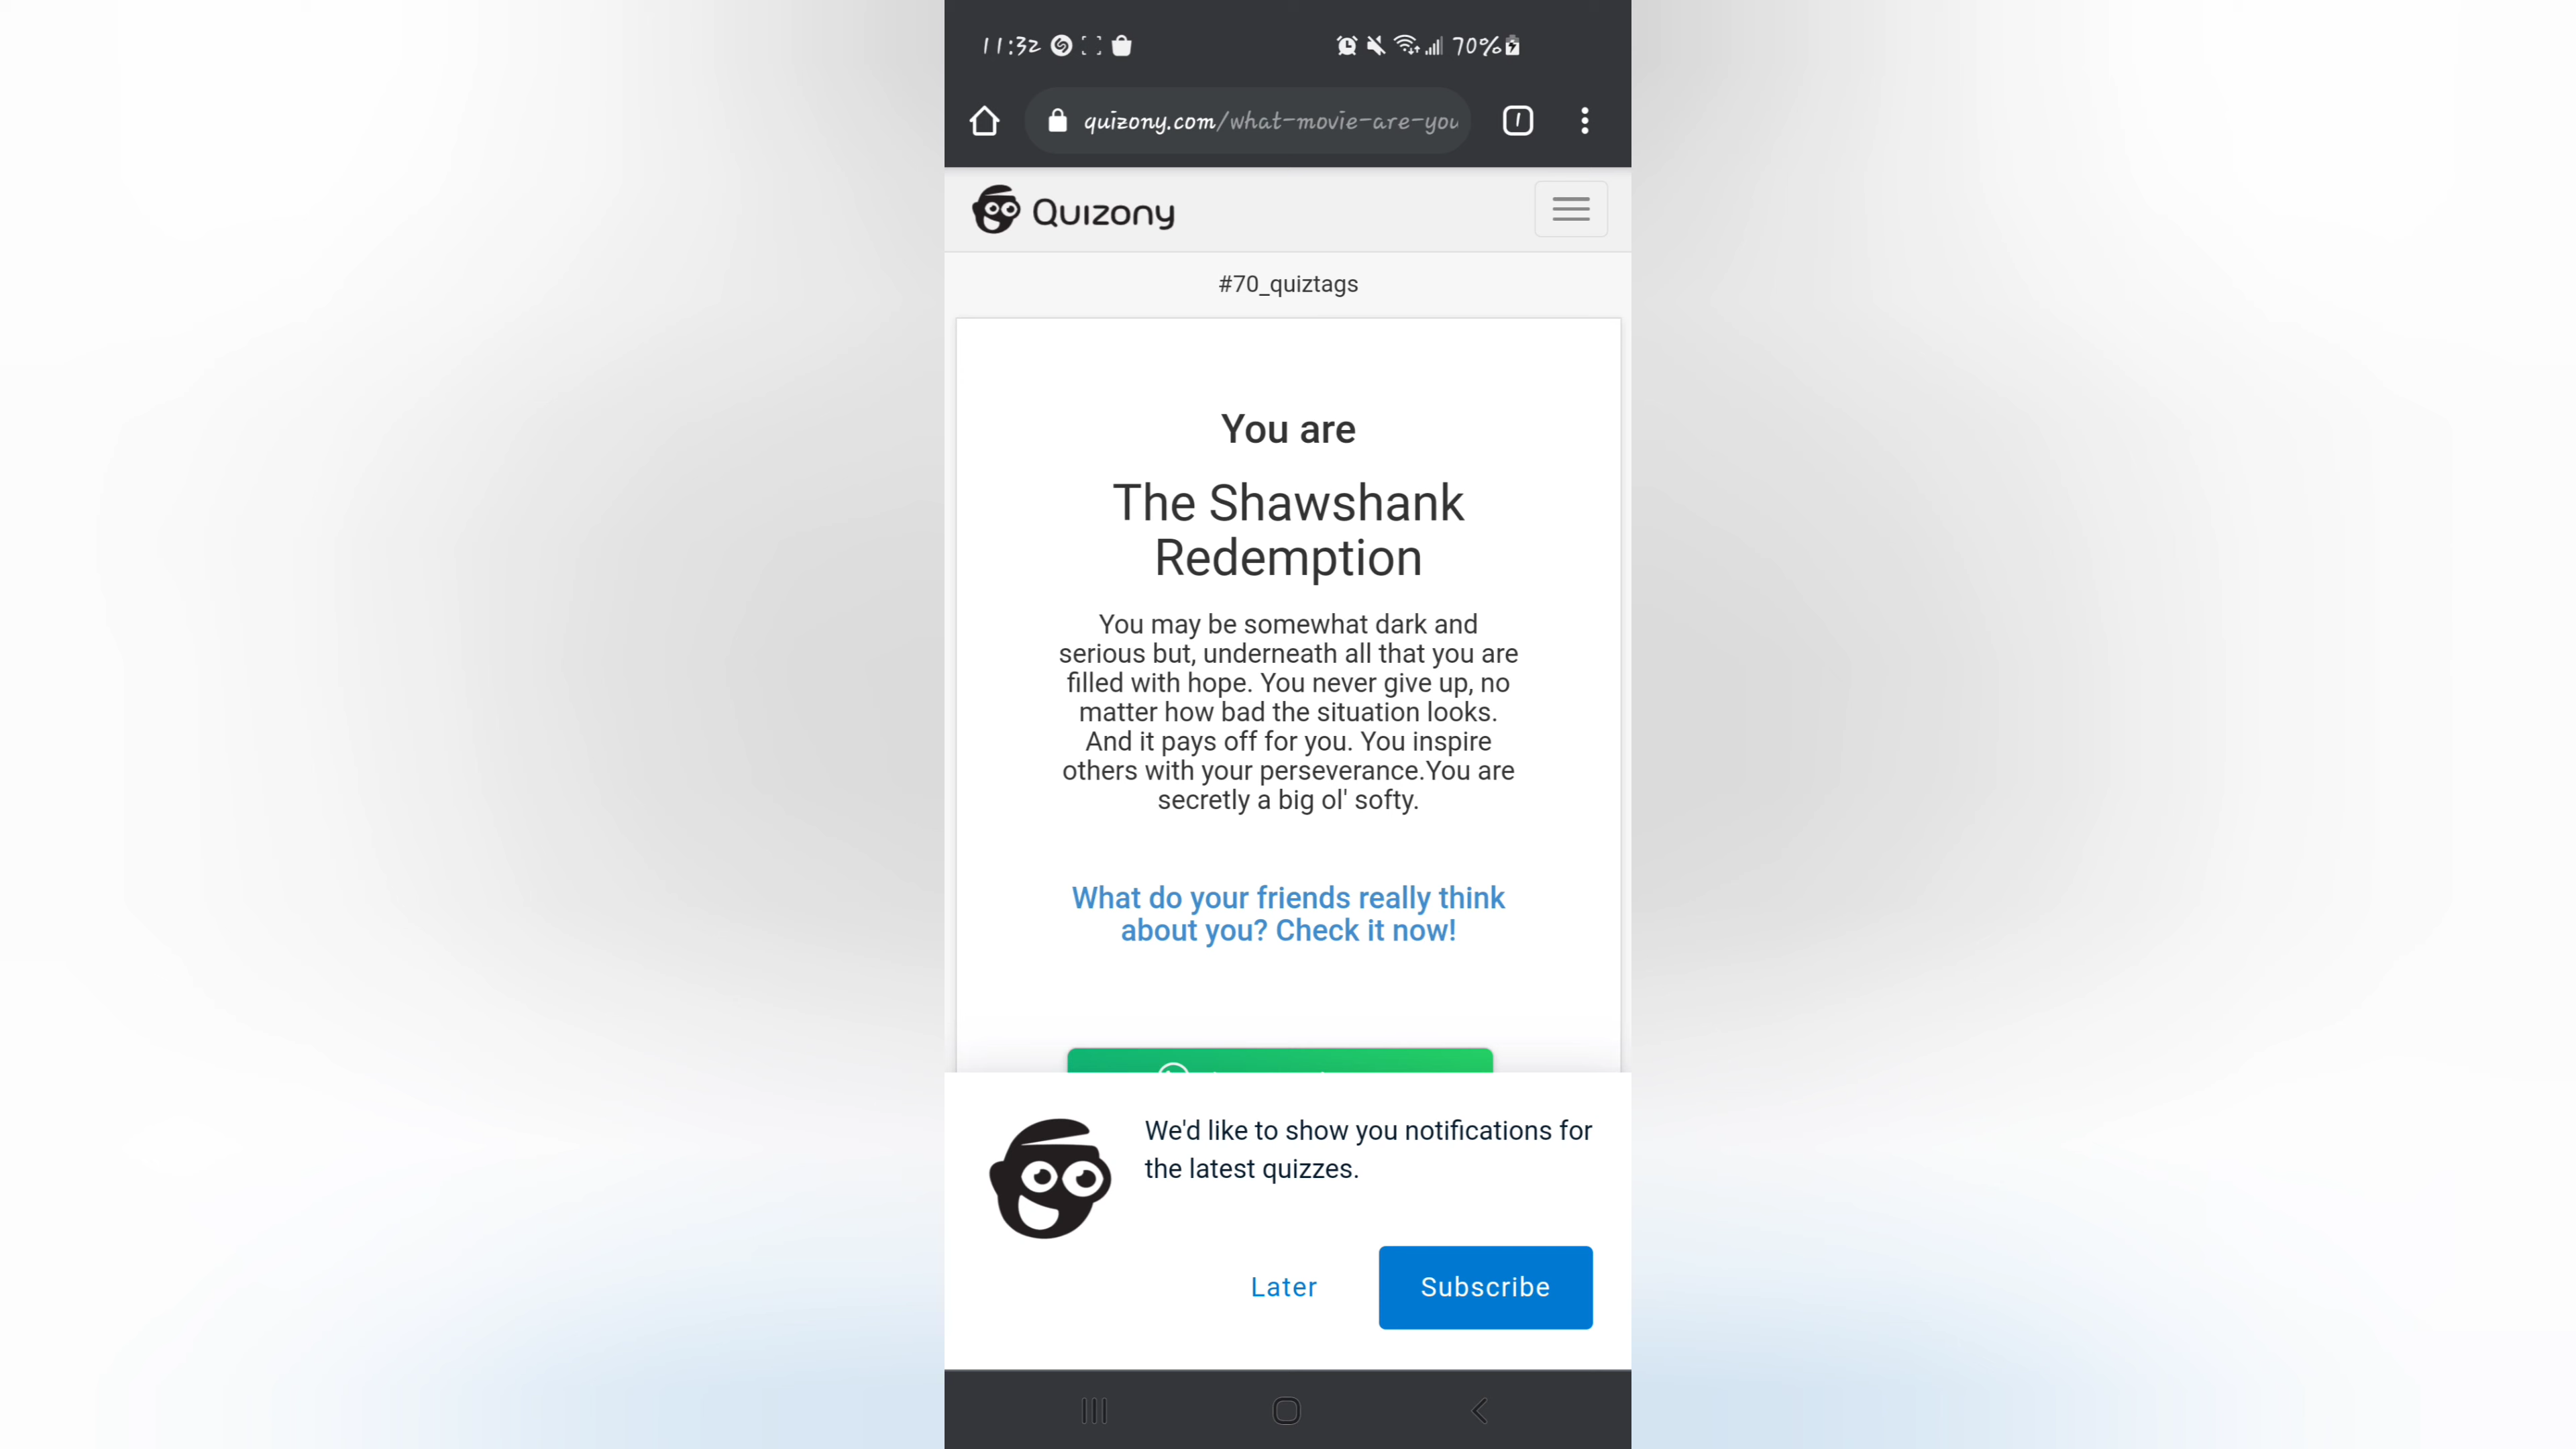 11:32
70%
quizony.com/what-movie-are-you
1
Quizony
#70_quiztags
You are
The Shawshank
Redemption
You may be somewhat dark and
serious but, underneath all that you are
filled with hope. You never give up, no
matter how bad the situation looks.
And it pays off for you. You inspire
others with your perseverance.You are
secretly a big ol' softy.
What do your friends really think
about you? Check it now!
We'd like to show you notifications for
the latest quizzes.
Later
Subscribe